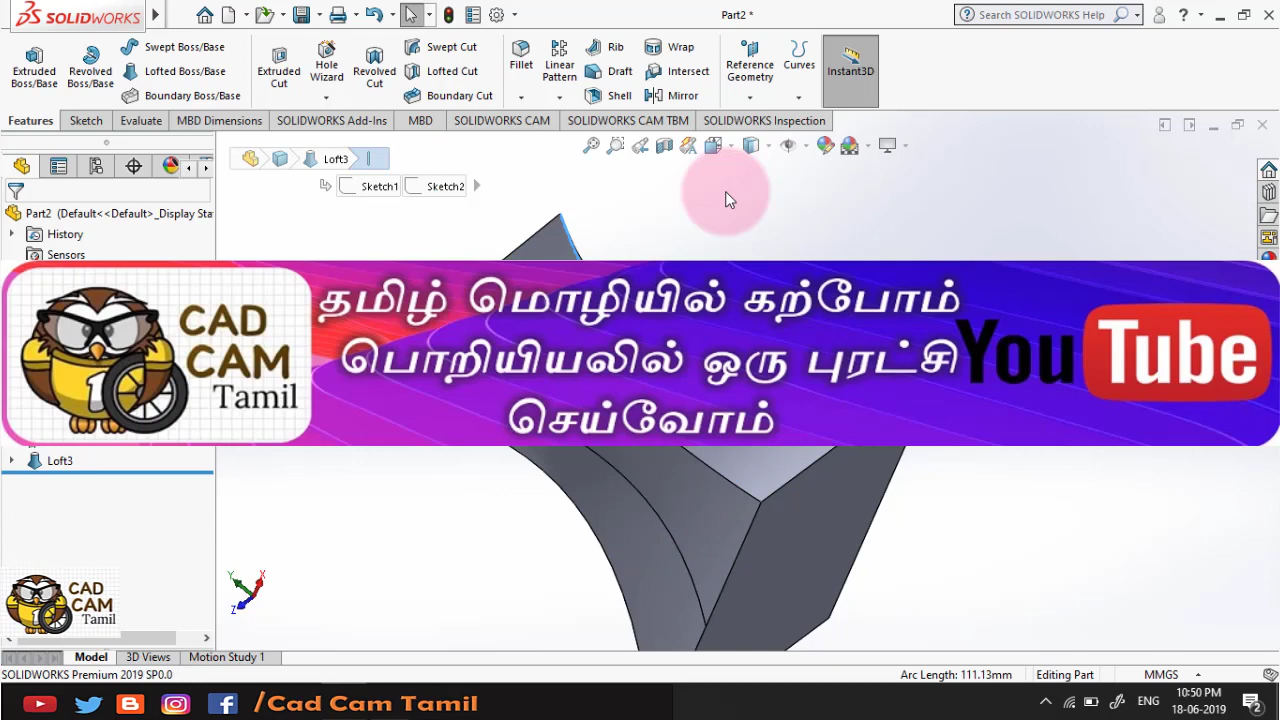 SOLIDWORKS
Part2 *
Search SOLIDWORKS Help
Extruded Boss/Base
Revolved Boss/Base
Swept Boss/Base
Lofted Boss/Base
Boundary Boss/Base
Extruded Cut
Hole Wizard
Revolved Cut
Swept Cut
Lofted Cut
Boundary Cut
Fillet
Linear Pattern
Rib
Draft
Shell
Wrap
Intersect
Mirror
Reference Geometry
Curves
Instant3D
Features Sketch Evaluate MBD Dimensions SOLIDWORKS Add-Ins MBD SOLIDWORKS CAM SOLIDWORKS CAM TBM SOLIDWORKS Inspection
Loft3
Sketch1 Sketch2
Part2 (Default<<Default>_Display Sta
History
Sensors
CAD
CAM
Tamil
தமிழ் மொழியில் கற்போம்
பொறியியலில் ஒரு புரட்சி
செய்வோம்
YouTube
Loft3
Y X
Z
CAD
CAM
Tamil
Model 3D Views Motion Study 1
SOLIDWORKS Premium 2019 SP0.0
Arc Length: 111.13mm Editing Part MMGS
/Cad Cam Tamil
ENG
10:50 PM
18-06-2019
2